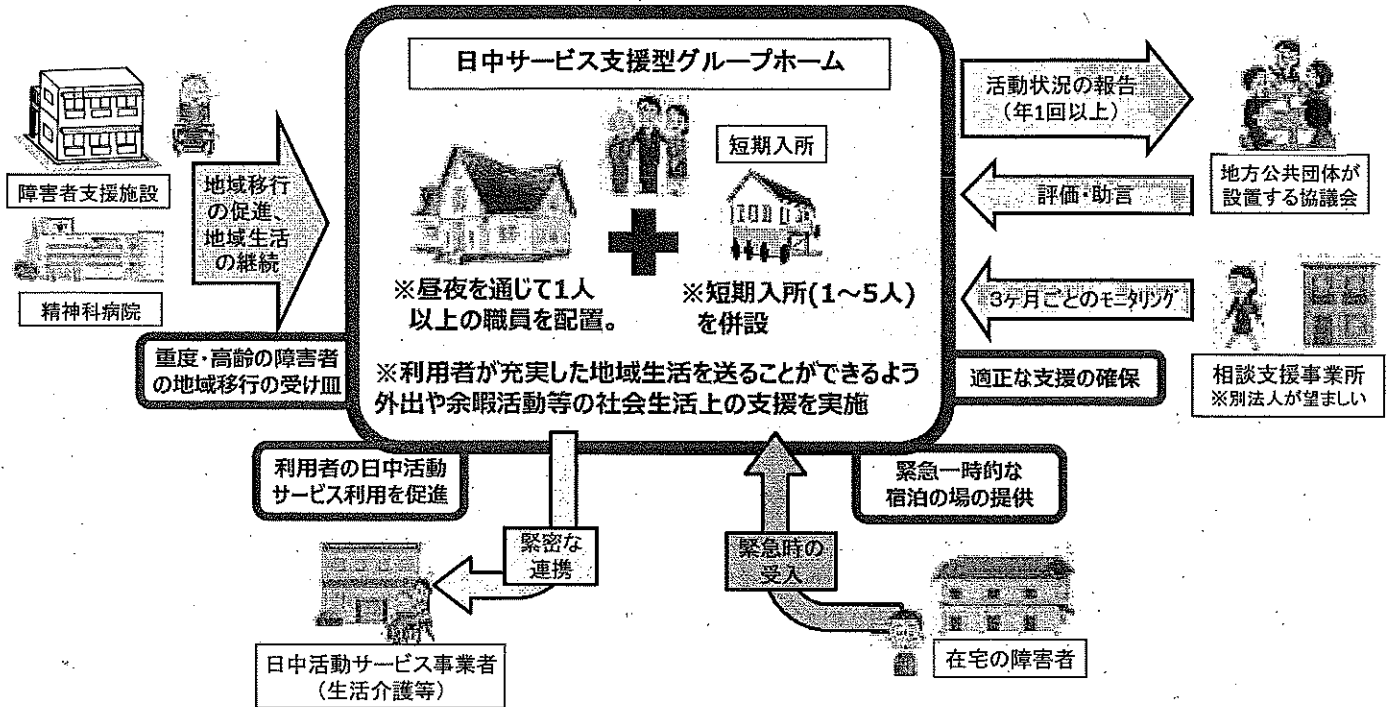 日中サービス支援型グループホーム
短期入所
※昼夜を通じて1人
以上の職員を配置。
※短期入所(1～5人)
を併設
※利用者が充実した地域生活を送ることができるよう
外出や余暇活動等の社会生活上の支援を実施
障害者支援施設
精神科病院
地域移行
の促進、
地域生活
の継続
重度・高齢の障害者
の地域移行の受け皿
活動状況の報告
（年1回以上）
評価・助言
地方公共団体が
設置する協議会
3ヶ月ごとのモニタリング
相談支援事業所
※別法人が望ましい
適正な支援の確保
利用者の日中活動
サービス利用を促進
緊急一時的な
宿泊の場の提供
緊密な
連携
緊急時の
受入
日中活動サービス事業者
（生活介護等）
在宅の障害者